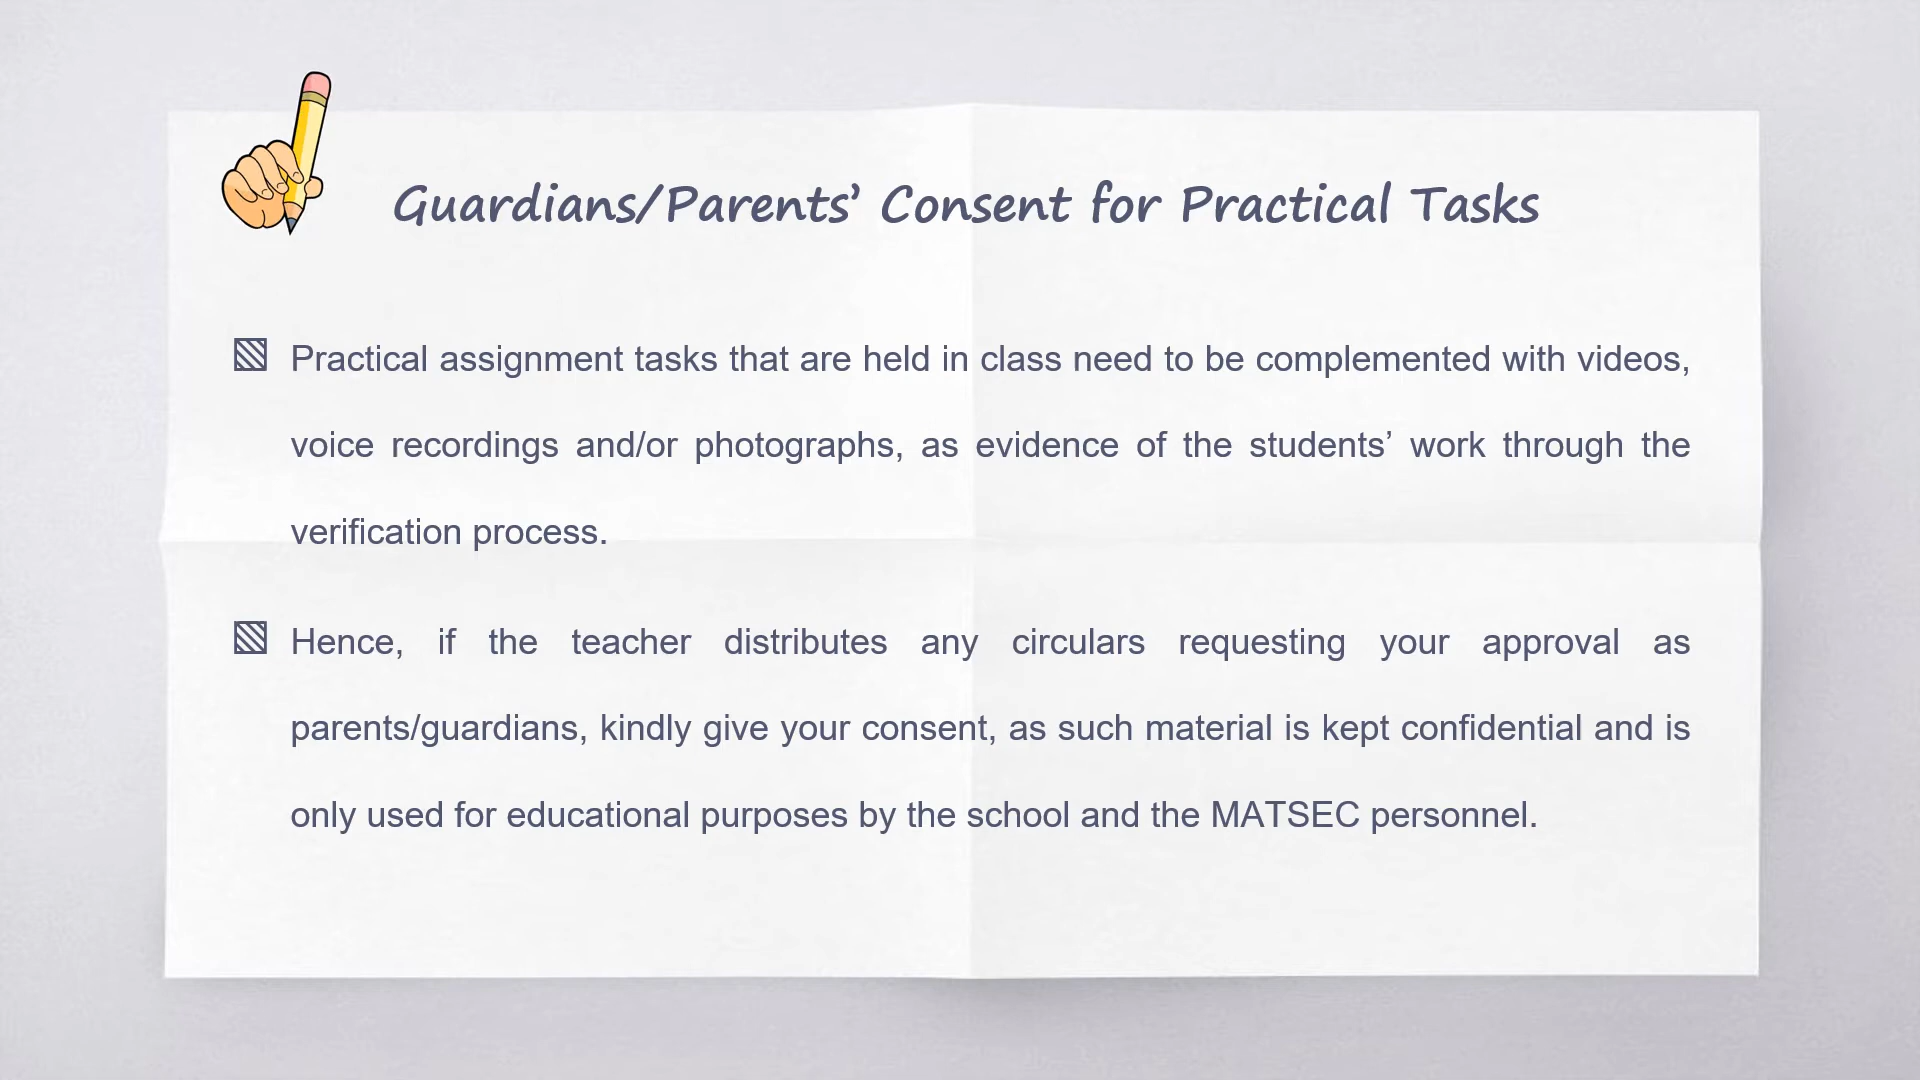 Guardians/Parents’ Consent for Practical Tasks
Practical assignment tasks that are held in class need to be complemented with videos,
voice recordings and/or photographs, as evidence of the students’ work through the
verification process.
Hence, if the teacher distributes any circulars requesting your approval as
parents/guardians, kindly give your consent, as such material is kept confidential and is
only used for educational purposes by the school and the MATSEC personnel.